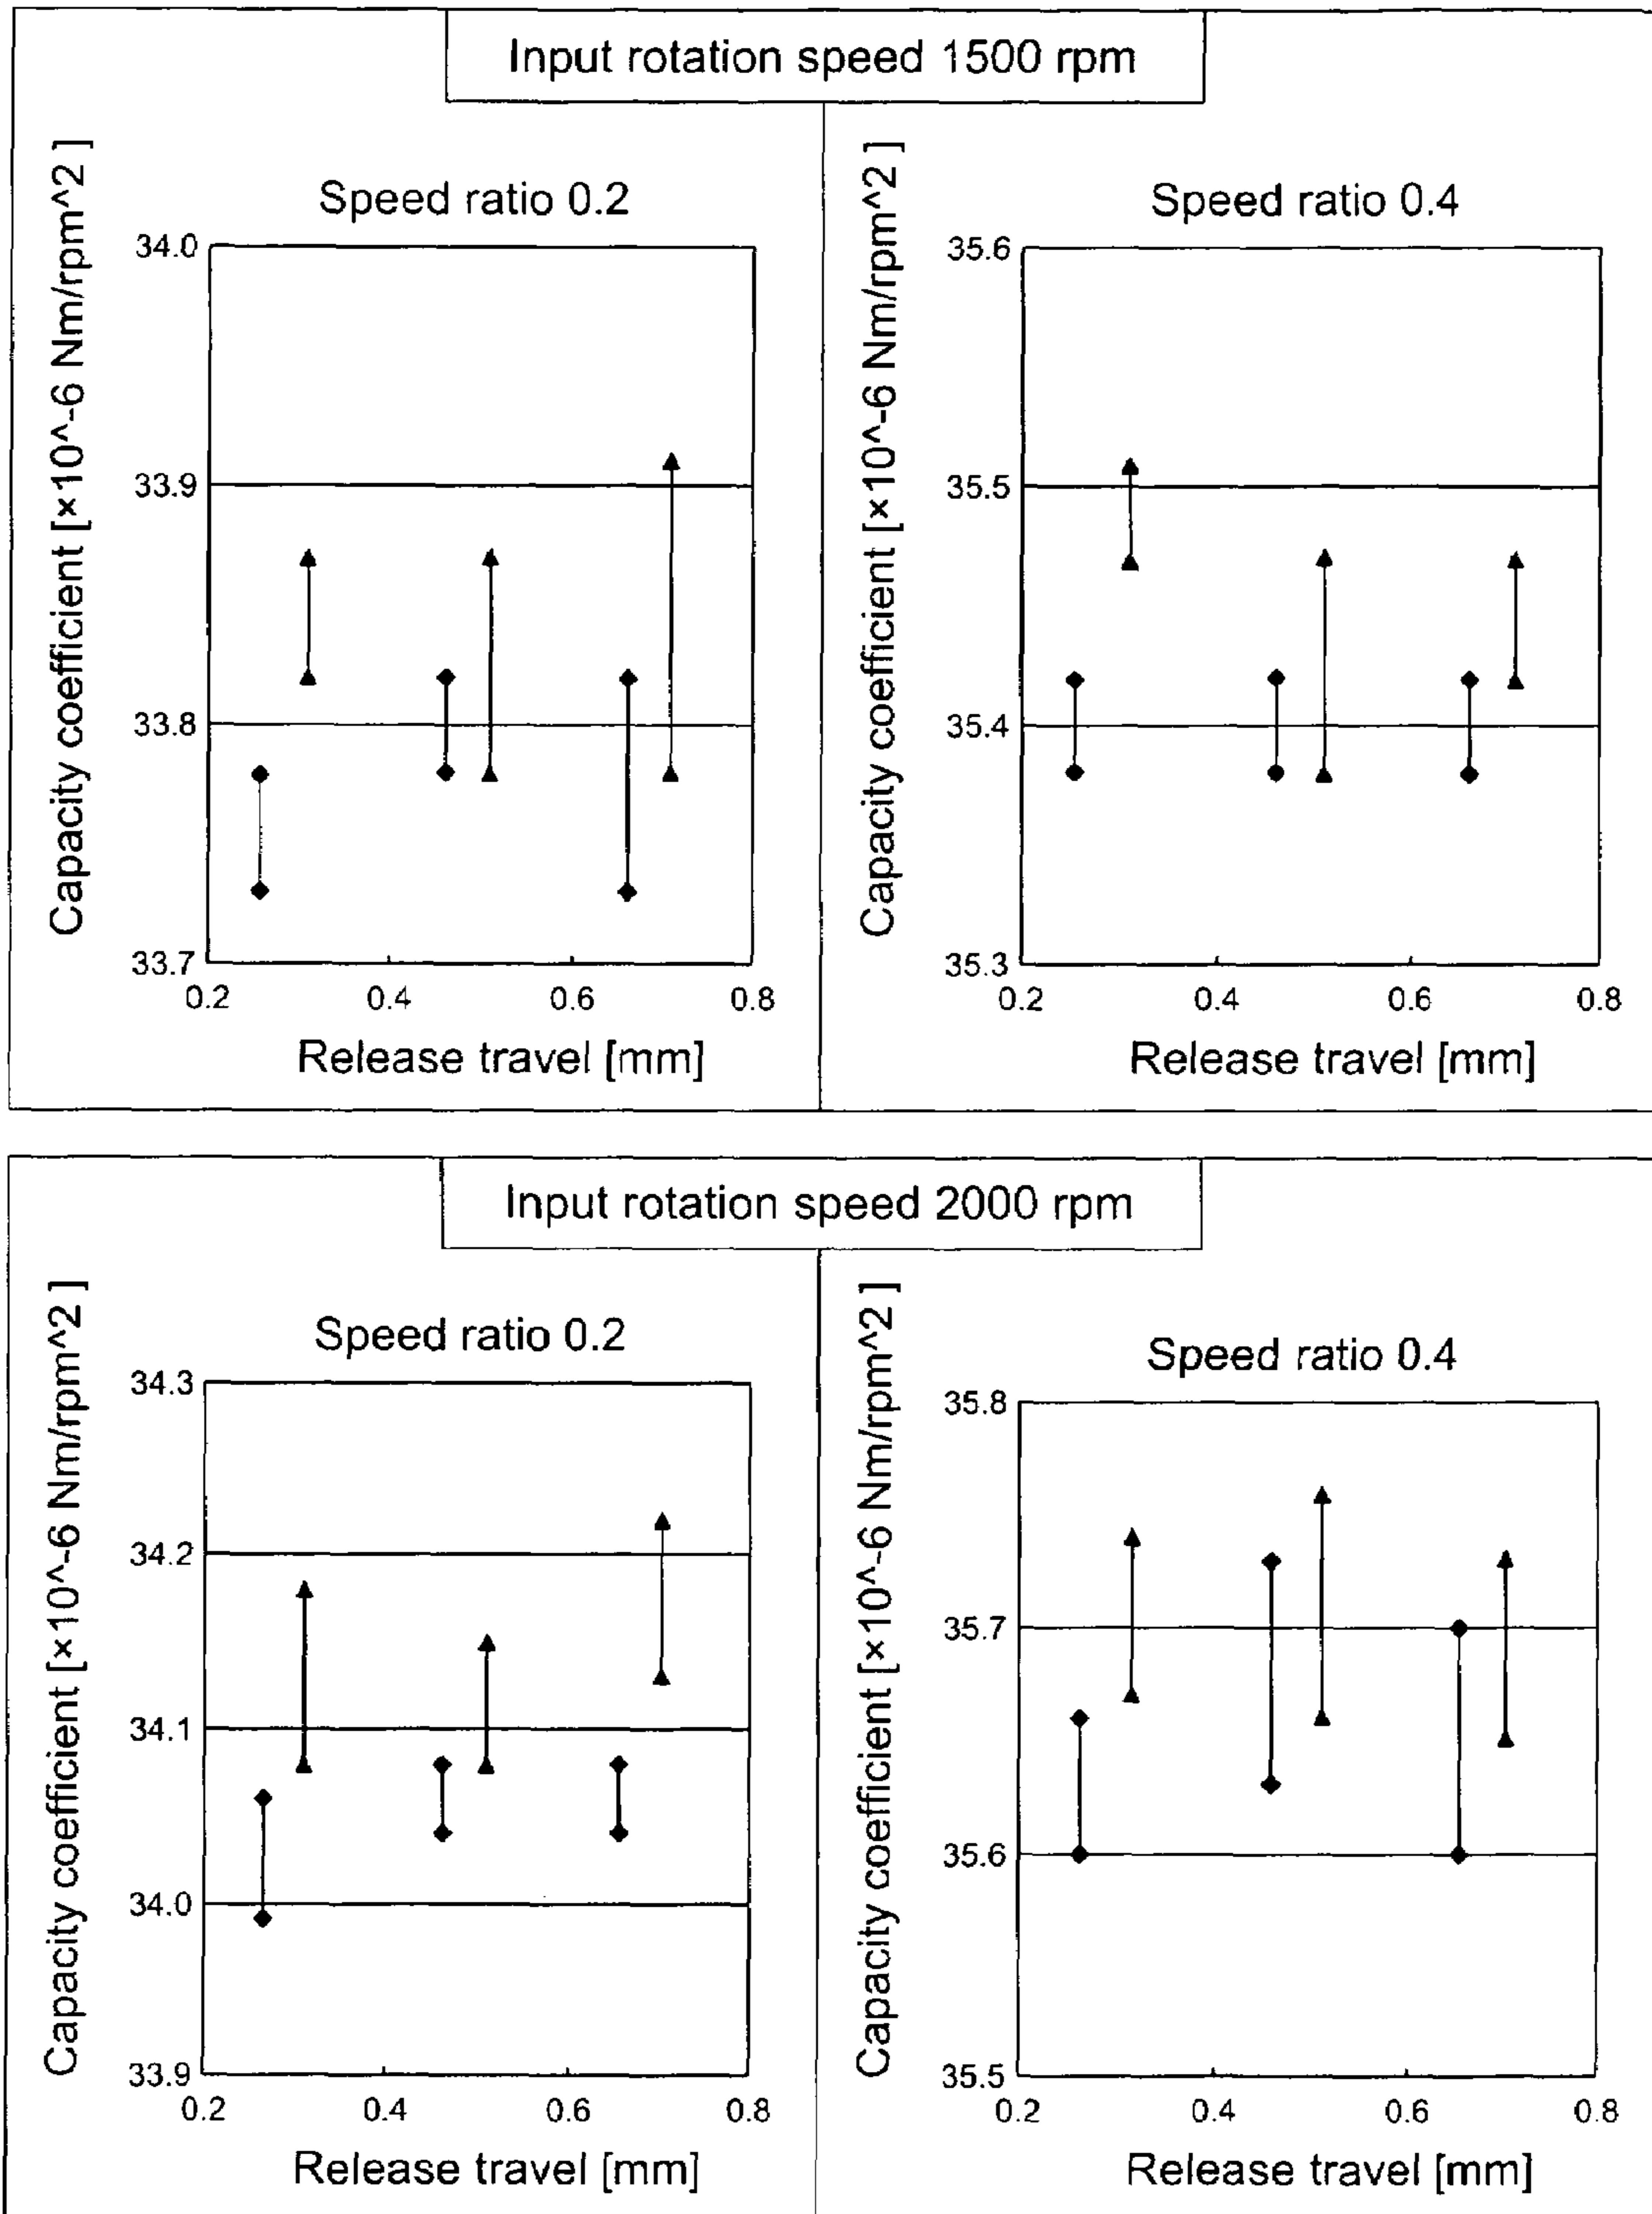 Input rotation speed 1500 rpm
Capacity coefficient [×10^-6 Nm/rpm^2 ]
Speed ratio 0.2
34.0
33.9
33.8
33.7
0.2 0.4 0.6 0.8
Release travel [mm]
Capacity coefficient [×10^-6 Nm/rpm^2 ]
Speed ratio 0.4
35.6
35.5
35.4
35.3
0.2 0.4 0.6 0.8
Release travel [mm]
Input rotation speed 2000 rpm
Capacity coefficient [×10^-6 Nm/rpm^2 ]
Speed ratio 0.2
34.3
34.2
34.1
34.0
33.9
0.2 0.4 0.6 0.8
Release travel [mm]
Capacity coefficient [×10^-6 Nm/rpm^2 ]
Speed ratio 0.4
35.8
35.7
35.6
35.5
0.2 0.4 0.6 0.8
Release travel [mm]